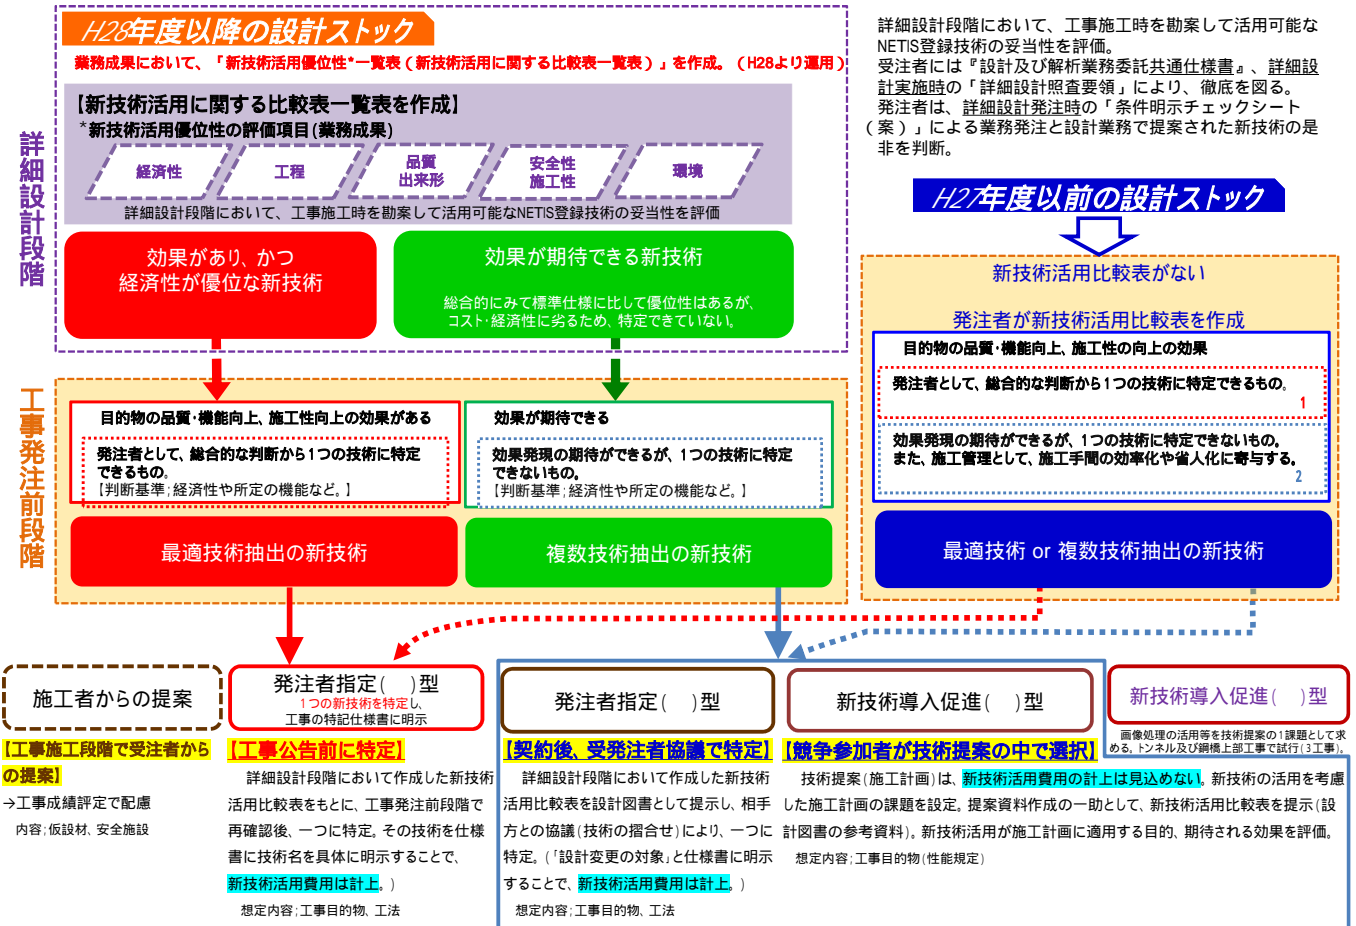 H28年度以降の設計ストック
業務成果において、「新技術活用優位性*一覧表（新技術活用に関する比較表一覧表）」を作成。（H28より運用）
【新技術活用に関する比較表一覧表を作成】
*新技術活用優位性の評価項目(業務成果)
経済性
工程
品質
出来形
安全性
施工性
環境
詳細設計段階において、工事施工時を勘案して活用可能なNETIS登録技術の妥当性を評価
詳細設計段階
効果があり、かつ
経済性が優位な新技術
効果が期待できる新技術
総合的にみて標準仕様に比して優位性はあるが、
コスト・経済性に劣るため、特定できていない。
詳細設計段階において、工事施工時を勘案して活用可能な
NETIS登録技術の妥当性を評価。
受注者には『設計及び解析業務委託共通仕様書』、詳細設
計実施時の「詳細設計照査要領」により、徹底を図る。
発注者は、詳細設計発注時の「条件明示チェックシート
（案）」による業務発注と設計業務で提案された新技術の是
非を判断。
H27年度以前の設計ストック
新技術活用比較表がない
発注者が新技術活用比較表を作成
目的物の品質・機能向上、施工性の向上の効果
発注者として、総合的な判断から1つの技術に特定できるもの。
1
効果発現の期待ができるが、1つの技術に特定できないもの。
また、施工管理として、施工手間の効率化や省人化に寄与する。
2
最適技術 or 複数技術抽出の新技術
工事発注前段階
目的物の品質・機能向上、施工性向上の効果がある
発注者として、総合的な判断から1つの技術に特定
できるもの。
【判断基準;経済性や所定の機能など。】
最適技術抽出の新技術
効果が期待できる
効果発現の期待ができるが、1つの技術に特定
できないもの。
【判断基準;経済性や所定の機能など。】
複数技術抽出の新技術
施工者からの提案
【工事施工段階で受注者から
の提案】
→工事成績評定で配慮
内容;仮設材、安全施設
発注者指定(　)型
1つの新技術を特定し、
工事の特記仕様書に明示
【工事公告前に特定】
詳細設計段階において作成した新技術
活用比較表をもとに、工事発注前段階で
再確認後、一つに特定。その技術を仕様
書に技術名を具体に明示することで、
新技術活用費用は計上。)
想定内容;工事目的物、工法
発注者指定(　)型
【契約後、受発注者協議で特定】
詳細設計段階において作成した新技術
活用比較表を設計図書として提示し、相手
方との協議(技術の摺合せ)により、一つに
特定。(「設計変更の対象」と仕様書に明示
することで、新技術活用費用は計上。)
想定内容;工事目的物、工法
新技術導入促進(　)型
【競争参加者が技術提案の中で選択】
技術提案(施工計画)は、新技術活用費用の計上は見込めない。新技術の活用を考慮
した施工計画の課題を設定。提案資料作成の一助として、新技術活用比較表を提示(設
計図書の参考資料)。新技術活用が施工計画に適用する目的、期待される効果を評価。
想定内容;工事目的物(性能規定)
新技術導入促進(　)型
画像処理の活用等を技術提案の1課題として求
める。トンネル及び鋼橋上部工事で試行(3工事)。